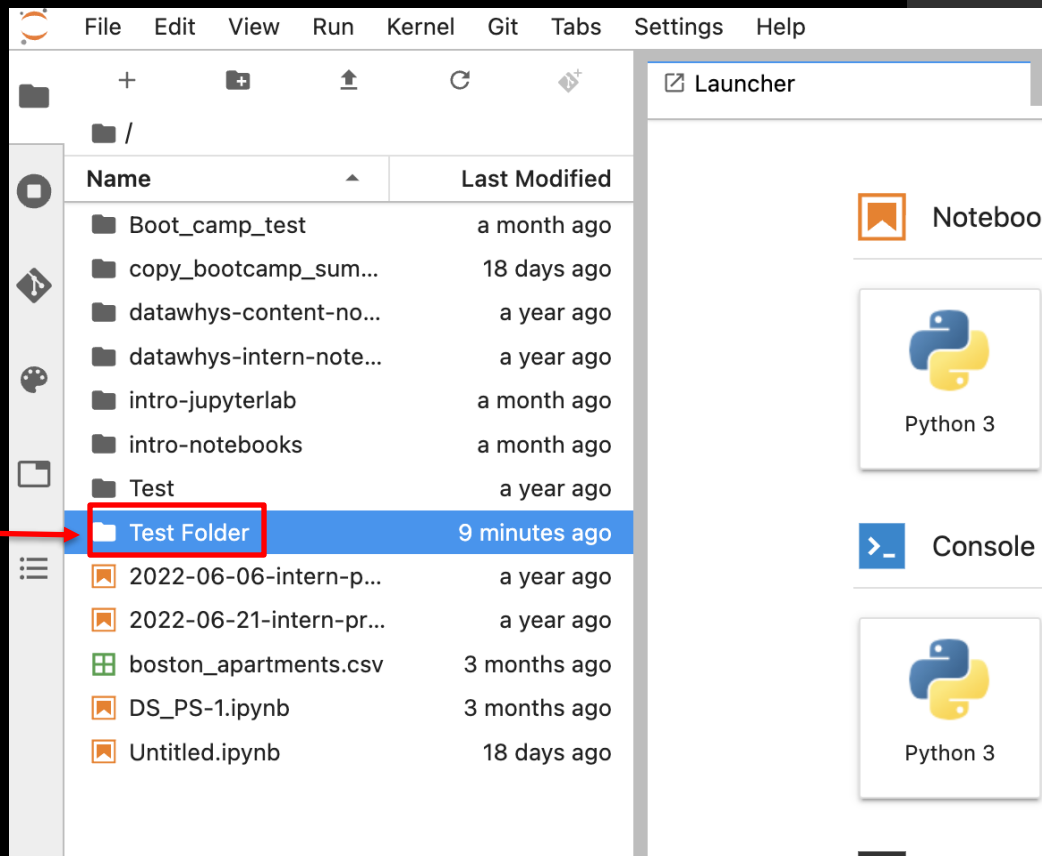 File Edit View Run Kernel Git Tabs Settings Help
Launcher
/
Name Last Modified
Boot_camp_test a month ago
copy_bootcamp_sum... 18 days ago
datawhys-content-no... a year ago
datawhys-intern-note... a year ago
intro-jupyterlab a month ago
intro-notebooks a month ago
Test a year ago
Test Folder 9 minutes ago
2022-06-06-intern-p... a year ago
2022-06-21-intern-pr... a year ago
boston_apartments.csv 3 months ago
DS_PS-1.ipynb 3 months ago
Untitled.ipynb 18 days ago
Noteboo
Python 3
Console
Python 3